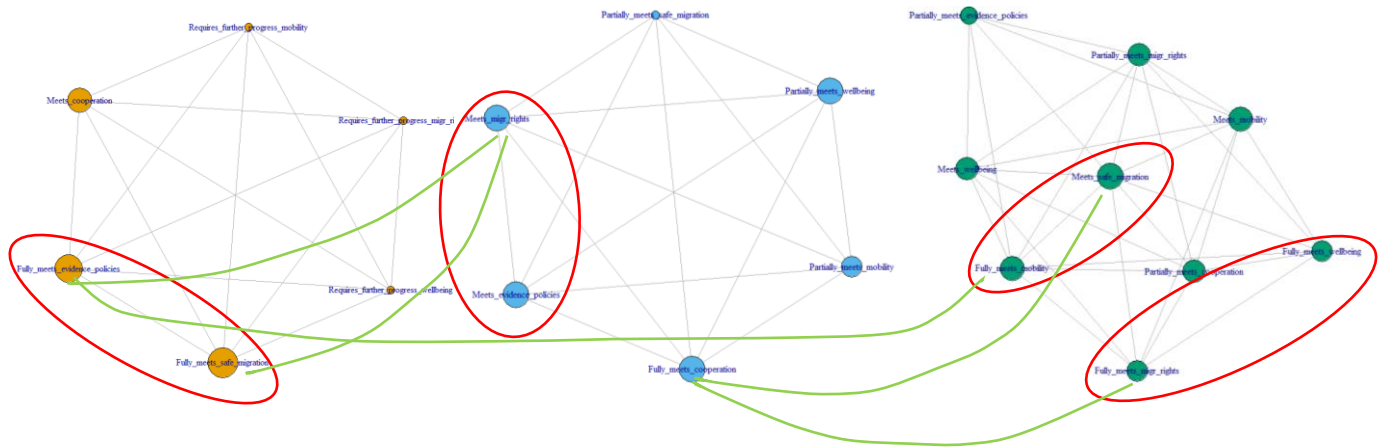 Requires_further_progress_mobility
Meets_cooperation
Requires_further_progress_migr_ri
Fully_meets_evidence_policies
Requires_further_progress_wellbeing
Fully_meets_safe_migration
Partially_meets_safe_migration
Partially_meets_wellbeing
Meets_migr_rights
Partially_meets_mobility
Meets_evidence_policies
Fully_meets_cooperation
Partially_meets_evidence_policies
Partially_meets_migr_rights
Meets_mobility
Meets_wellbeing
Meets_safe_migration
Fully_meets_wellbeing
Fully_meets_mobility
Partially_meets_cooperation
Fully_meets_migr_rights